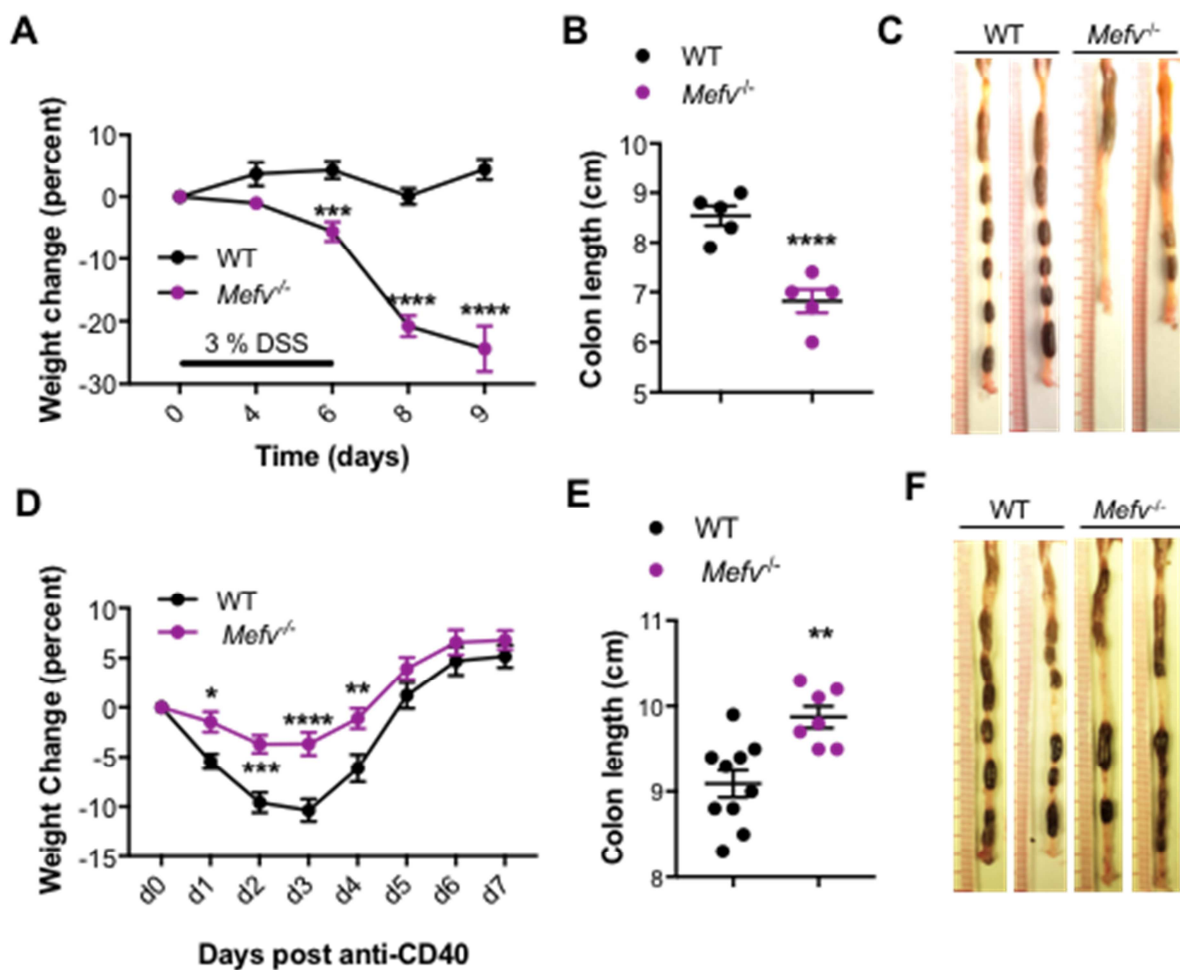 A
WT
Mefv-/-
Weight change (percent)
10
0
-10
-20
-30
***
****
****
WT
Mefv-/-
3 % DSS
0
4
6
8
9
Time (days)
B
WT
Mefv-/-
Colon length (cm)
10
9
8
7
6
5
****
C
WT
Mefv-/-
D
WT
Mefv-/-
Weight Change (percent)
10
5
0
-5
-10
-15
*
***
****
**
d0
d1
d2
d3
d4
d5
d6
d7
Days post anti-CD40
E
WT
Mefv-/-
Colon length (cm)
11
10
9
8
**
F
WT
Mefv-/-